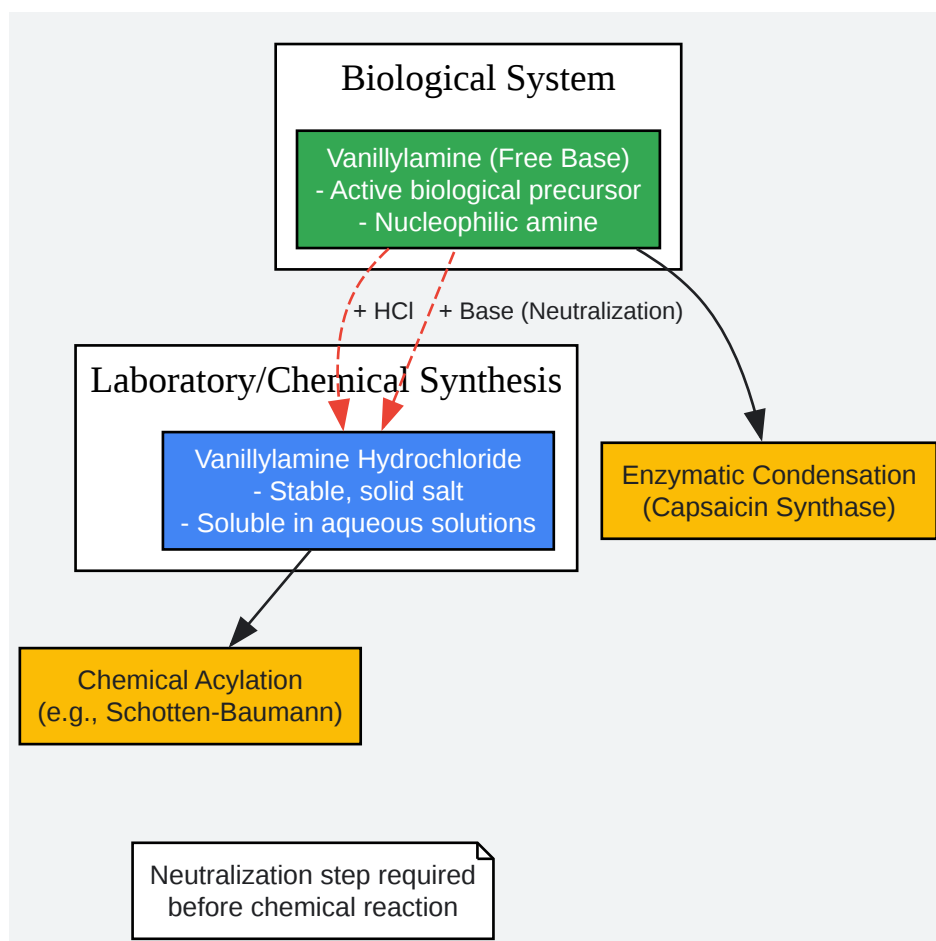 Biological System
Vanillylamine (Free Base)
- Active biological precursor
- Nucleophilic amine
+ HCl
+ Base (Neutralization)
Laboratory/Chemical Synthesis
Vanillylamine Hydrochloride
- Stable, solid salt
- Soluble in aqueous solutions
Enzymatic Condensation
(Capsaicin Synthase)
Chemical Acylation
(e.g., Schotten-Baumann)
Neutralization step required
before chemical reaction